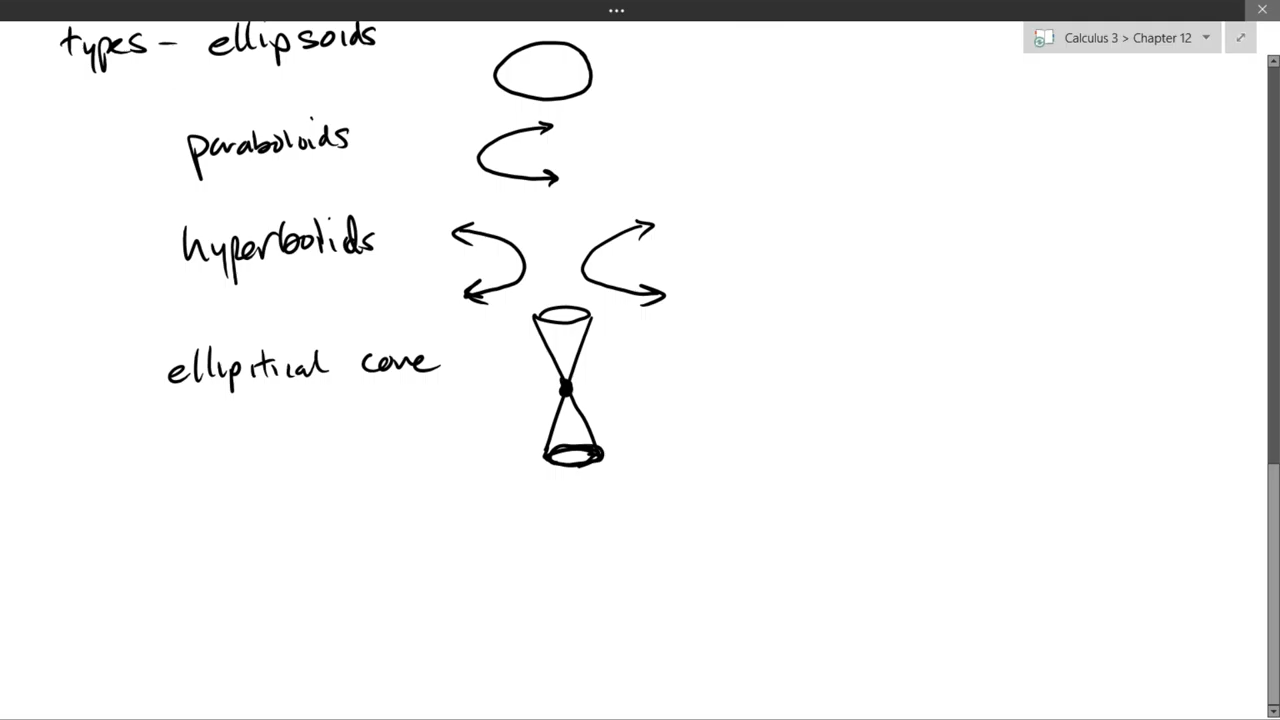 types - ellipsoids
Calculus 3 > Chapter 12
paraboloids
hyperboloids
elliptical cone